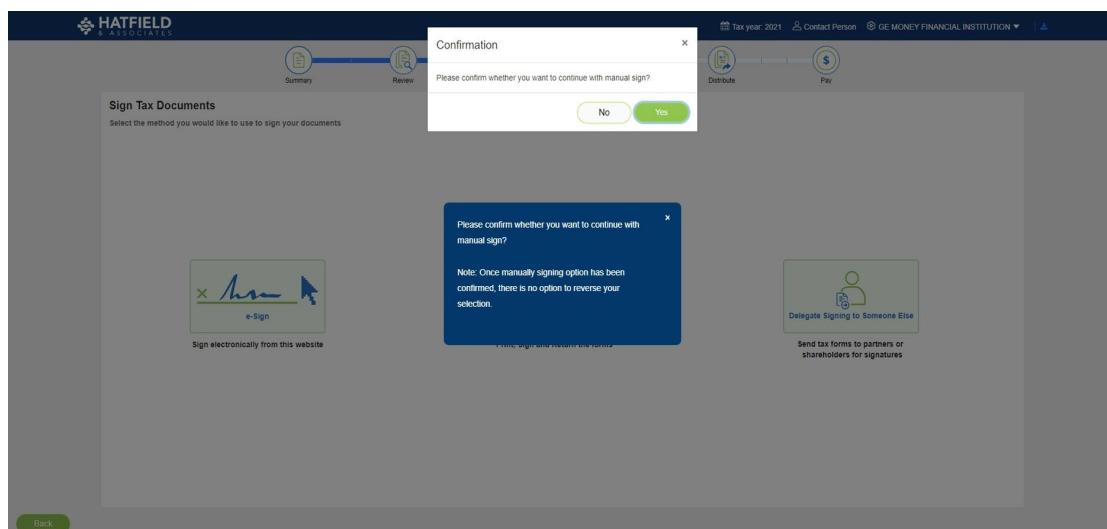 HATFIELD
& ASSOCIATES
Tax year: 2021
Contact Person
GE MONEY FINANCIAL INSTITUTION
Confirmation
×
Please confirm whether you want to continue with manual sign?
No
Yes
Summary
Review
Distribute
Pay
Sign Tax Documents
Select the method you would like to use to sign your documents
Please confirm whether you want to continue with
manual sign?
×
Note: Once manually signing option has been
confirmed, there is no option to reverse your
selection.
e-Sign
Sign electronically from this website
Print, Sign and Return the forms
Delegate Signing to Someone Else
Send tax forms to partners or
shareholders for signatures
Back